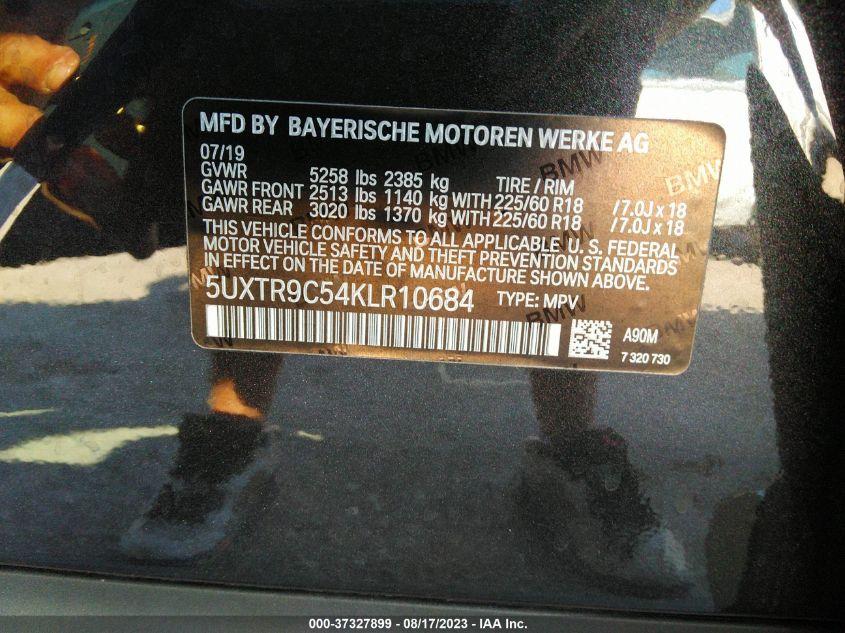 MFD BY BAYERISCHE MOTOREN WERKE AG
07/19
GVWR 5258 lbs 2385 kg TIRE / RIM
GAWR FRONT 2513 lbs 1140 kg WITH 225/60 R18 /7.0J x 18
GAWR REAR 3020 lbs 1370 kg WITH 225/60 R18 /7.0J x 18
THIS VEHICLE CONFORMS TO ALL APPLICABLE U. S. FEDERAL
MOTOR VEHICLE SAFETY AND THEFT PREVENTION STANDARDS
IN EFFECT ON THE DATE OF MANUFACTURE SHOWN ABOVE.
5UXTR9C54KLR10684 TYPE: MPV
A90M
7 320 730
BMW
BMW
BMW
BMW
000-37327899 - 08/17/2023 - IAA Inc.